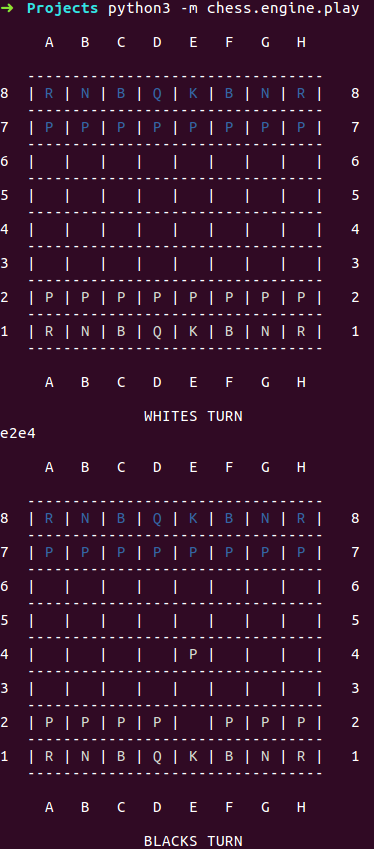 ➜ Projects python3 -m chess.engine.play
A B C D E F G H
---------------------------------
8 | R | N | B | Q | K | B | N | R | 8
---------------------------------
7 | P | P | P | P | P | P | P | P | 7
---------------------------------
6 | | | | | | | | | 6
---------------------------------
5 | | | | | | | | | 5
---------------------------------
4 | | | | | | | | | 4
---------------------------------
3 | | | | | | | | | 3
---------------------------------
2 | P | P | P | P | P | P | P | P | 2
---------------------------------
1 | R | N | B | Q | K | B | N | R | 1
---------------------------------
A B C D E F G H
WHITES TURN
e2e4
A B C D E F G H
---------------------------------
8 | R | N | B | Q | K | B | N | R | 8
---------------------------------
7 | P | P | P | P | P | P | P | P | 7
---------------------------------
6 | | | | | | | | | 6
---------------------------------
5 | | | | | | | | | 5
---------------------------------
4 | | | | | P | | | | 4
---------------------------------
3 | | | | | | | | | 3
---------------------------------
2 | P | P | P | P | | P | P | P | 2
---------------------------------
1 | R | N | B | Q | K | B | N | R | 1
---------------------------------
A B C D E F G H
BLACKS TURN